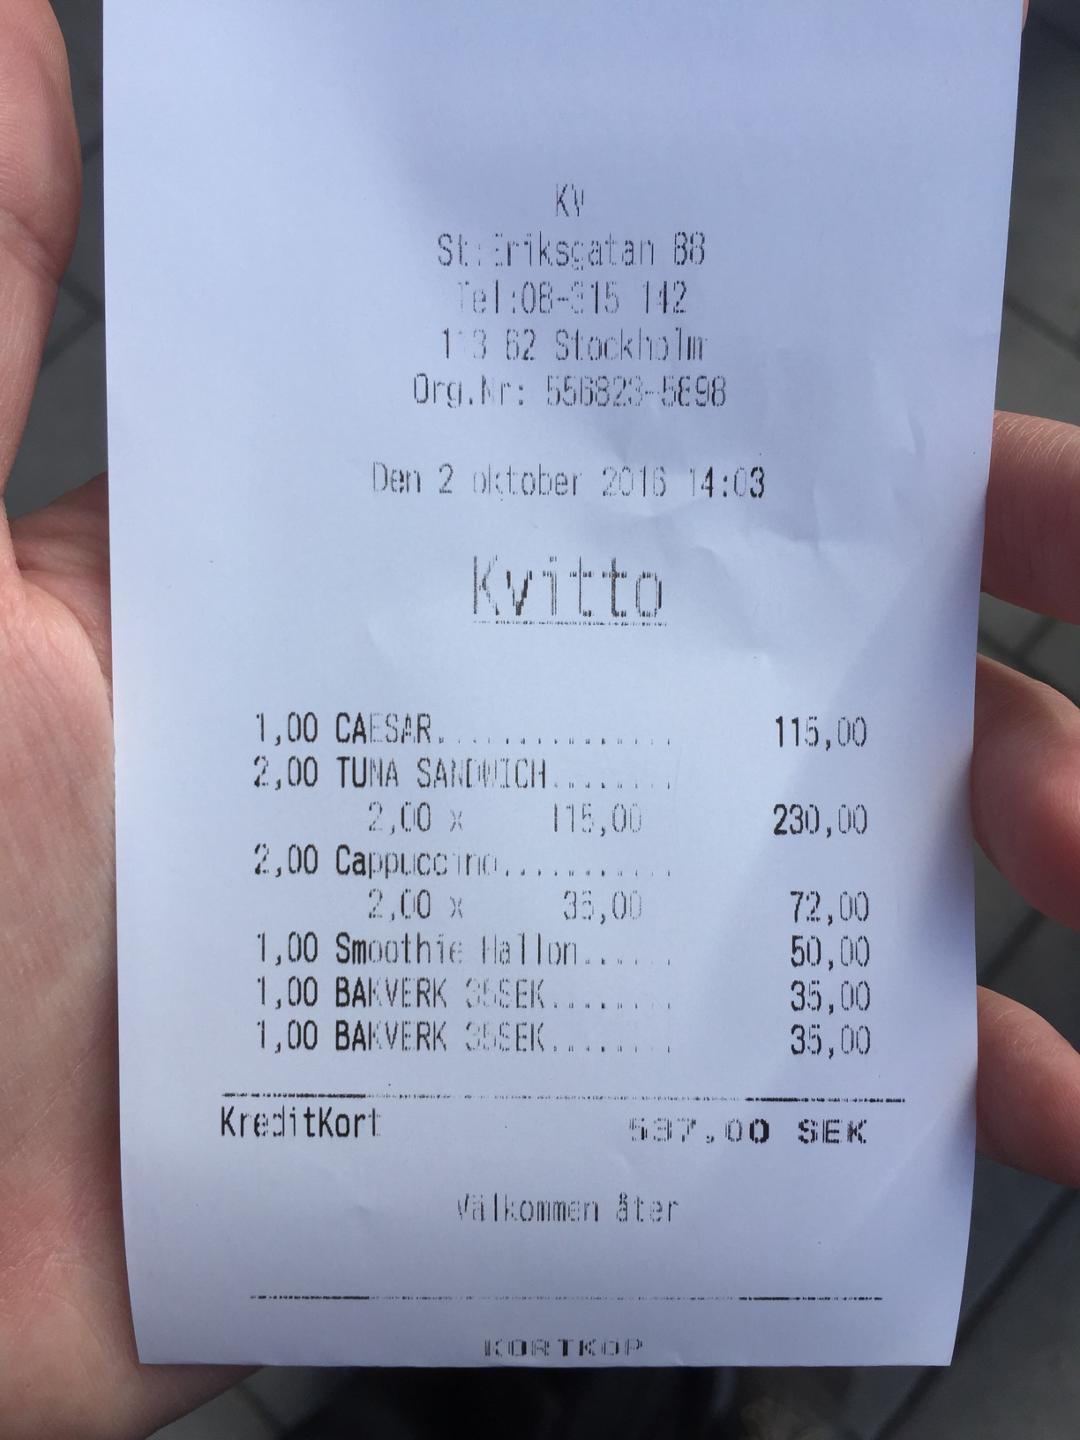 KV
St:Eriksgatan 88
Tel:08-315 142
113 62 Stockholm
Org.Nr: 556823-5898
Den 2 oktober 2016 14:03
Kvitto
1,00 CAESAR................ 115,00
2,00 TUNA SANDWICH........
2,00 x 115,00 230,00
2,00 Cappuccino...........
2,00 x 36,00 72,00
1,00 Smoothie Hallon...... 50,00
1,00 BAKVERK 35SEK........ 35,00
1,00 BAKVERK 35SEK........ 35,00
KreditKort 537,00 SEK
Välkommen åter
KORTKÖP